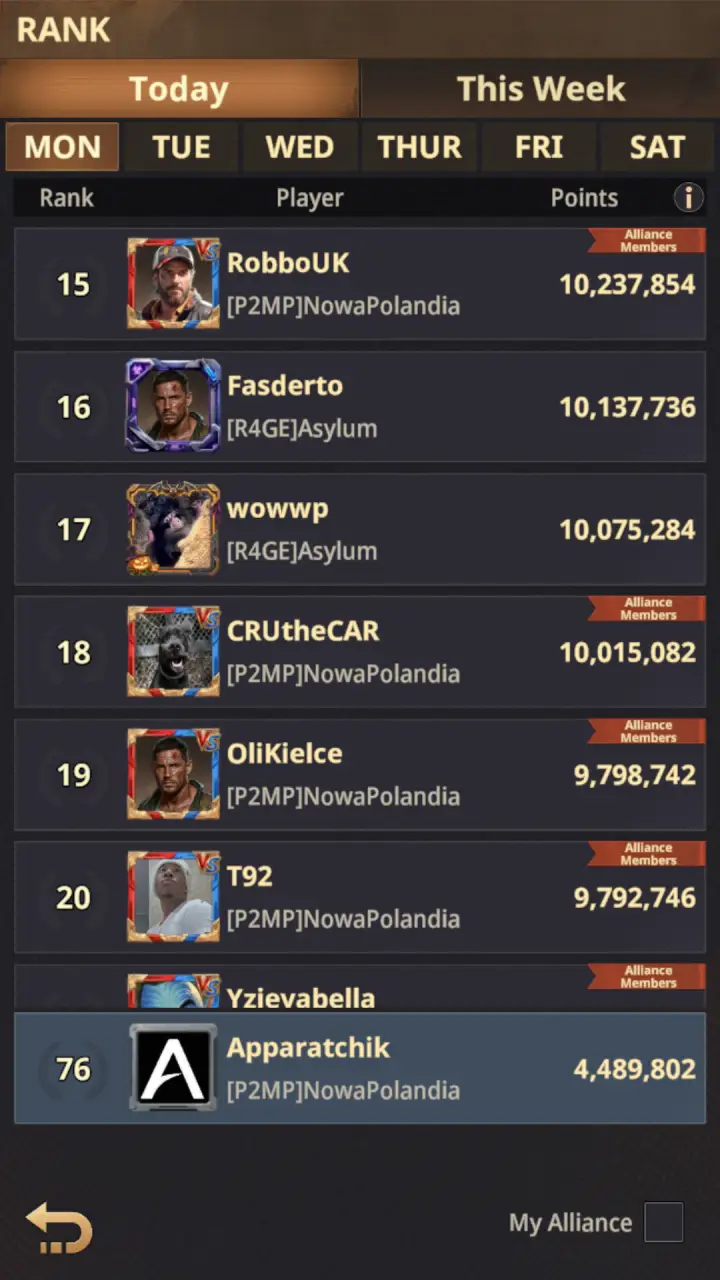 RANK
Today
This Week
MON
TUE
WED
THUR
FRI
SAT
Rank
Player
Points
i
Alliance
Members
15
RobboUK
[P2MP]NowaPolandia
10,237,854
16
Fasderto
[R4GE]Asylum
10,137,736
17
wowwp
[R4GE]Asylum
10,075,284
Alliance
Members
18
CRUtheCAR
[P2MP]NowaPolandia
10,015,082
Alliance
Members
19
OliKielce
[P2MP]NowaPolandia
9,798,742
Alliance
Members
20
T92
[P2MP]NowaPolandia
9,792,746
Alliance
Members
Yzievabella
76
Apparatchik
[P2MP]NowaPolandia
4,489,802
My Alliance